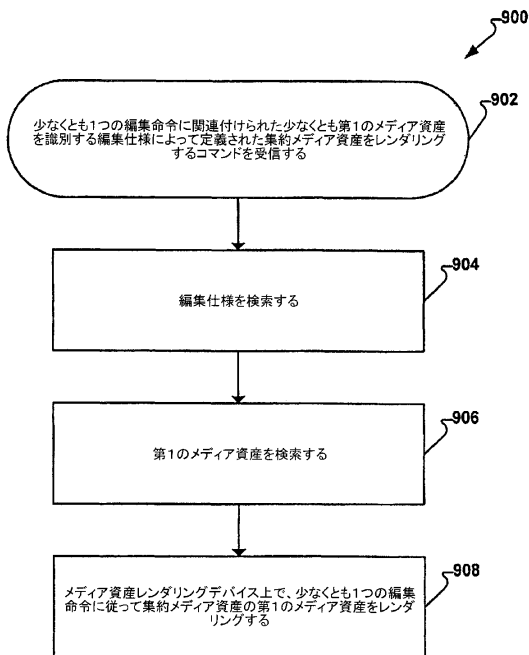 900
902
少なくとも1つの編集命令に関連付けられた少なくとも第1のメディア資産
を識別する編集仕様によって定義された集約メディア資産をレンダリング
するコマンドを受信する
904
編集仕様を検索する
906
第1のメディア資産を検索する
908
メディア資産レンダリングデバイス上で、少なくとも1つの編集
命令に従って集約メディア資産の第1のメディア資産をレンダ
リングする